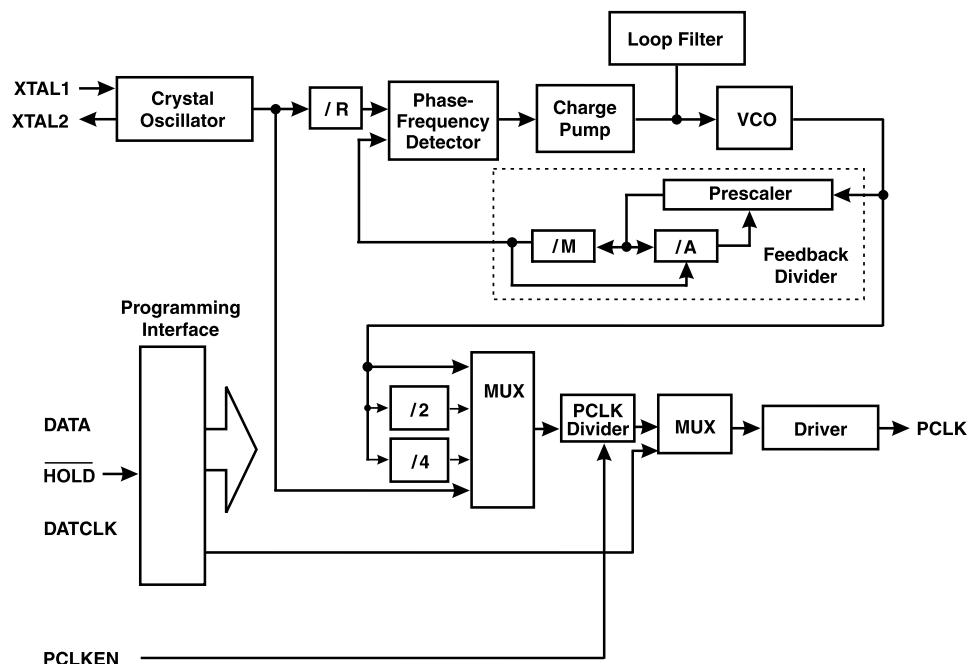 Loop Filter
XTAL1
XTAL2
Crystal
Oscillator
/ R
Phase-
Frequency
Detector
Charge
Pump
VCO
Prescaler
/ M
/ A
Feedback
Divider
Programming
Interface
DATA
HOLD
DATCLK
/ 2
/ 4
MUX
PCLK
Divider
MUX
Driver
PCLK
PCLKEN